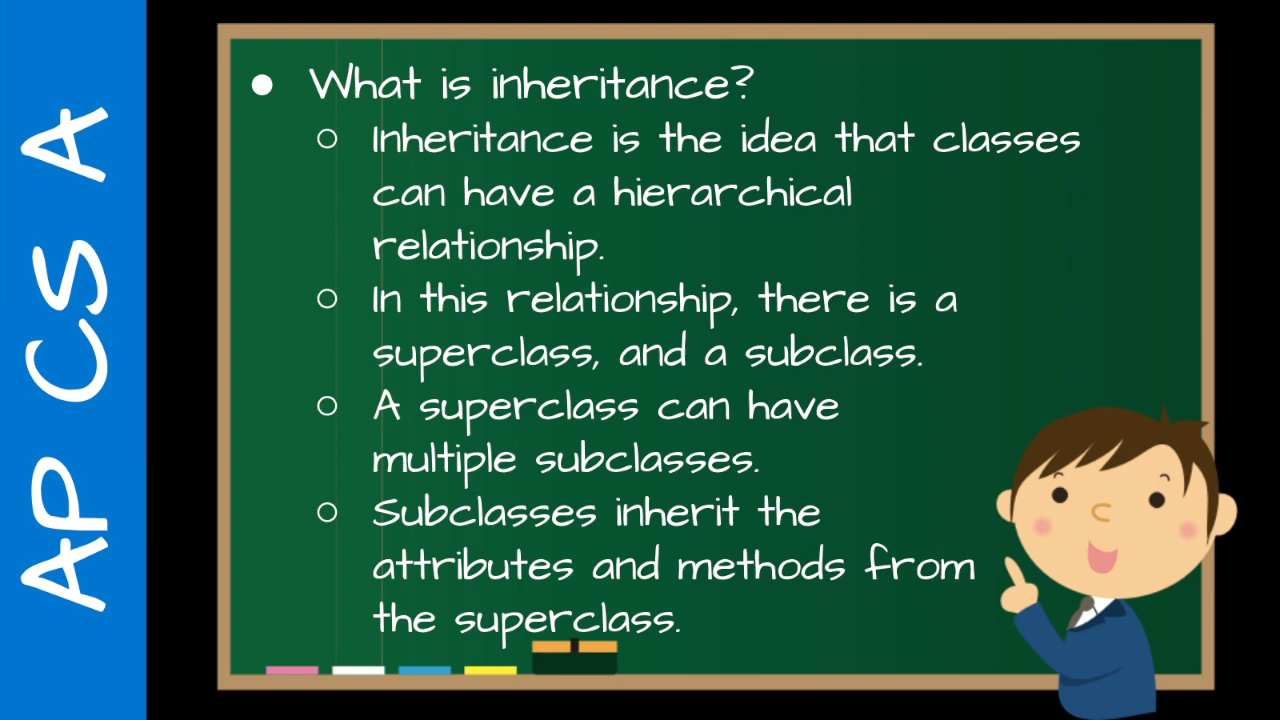 AP CS A
● What is inheritance?
○ Inheritance is the idea that classes
can have a hierarchical
relationship.
○ In this relationship, there is a
superclass, and a subclass.
○ A superclass can have
multiple subclasses.
○ Subclasses inherit the
attributes and methods from
the superclass.